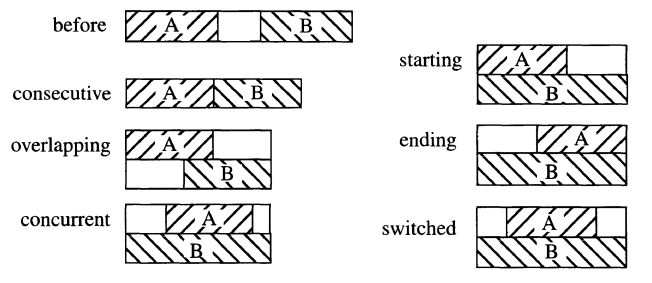 before A B
consecutive A B
overlapping A
B
concurrent A
B
starting A
B
ending A
B
switched A
B